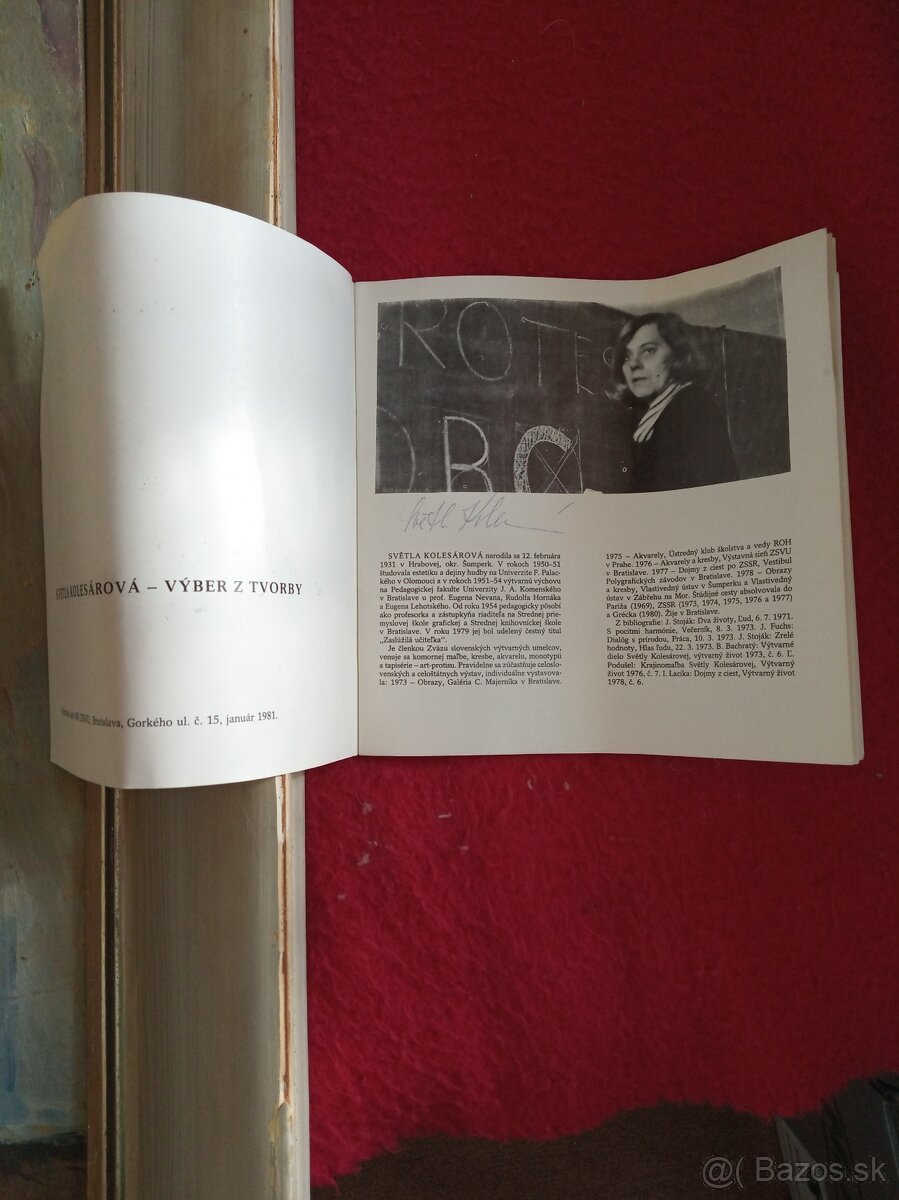 SVĚTLA KOLESÁROVÁ – VÝBER Z TVORBY
Bratislava, Gorkého ul. č. 15, január 1981.
ROTES
OBC
SVĚTLA KOLESÁROVÁ narodila sa 12. februára
1931 v Hrabovej, okr. Šumperk. V rokoch 1950–51
študovala estetiku a dejiny hudby na Univerzite F. Palac-
kého v Olomouci a v rokoch 1951–54 výtvarnú výchovu
na Pedagogickej fakulte Univerzity J. A. Komenského
v Bratislave u prof. Eugena Nevana, Rudolfa Hornáka
a Eugena Lehotského. Od roku 1954 pedagogicky pôsobí
ako profesorka a zástupkyňa riaditeľa na Strednej prie-
myslovej škole grafickej a Strednej knihovníckej škole
v Bratislave. V roku 1979 jej bol udelený čestný titul
„Zaslúžilá učiteľka“.
Je členkou Zväzu slovenských výtvarných umelcov,
venuje sa komornej maľbe, kresbe, akvarelu, monotypii
a tapisérie – art-protisu. Pravidelne sa zúčastňuje celoslo-
venských a celoštátnych výstav, individuálne vystavova-
la: 1973 – Obrazy, Galéria C. Majerníka v Bratislave.
1975 – Akvarely, Ústredný klub školstva a vedy ROH
v Prahe. 1976 – Akvarely a kresby, Výstavná sieň ZSVU
v Bratislave. 1977 – Dojmy z ciest po ZSSR, Vestibul
Polygrafických závodov v Bratislave. 1978 – Obrazy
a kresby, Vlastivedný ústav v Šumperku a Vlastivedný
ústav v Zábřehu na Mor. Študijné cesty absolvovala do
Paríža (1969), ZSSR (1973, 1974, 1975, 1976 a 1977)
a Grécka (1980). Žije v Bratislave.
Z bibliografie: J. Stoják: Dva životy, Ľud, 6. 7. 1971.
S pocitmi harmónie, Večerník, 8. 3. 1973. J. Fuchs:
Dialóg s prírodou, Práca, 10. 3. 1973. J. Stoják: Zrelé
hodnoty, Hlas ľudu, 22. 3. 1973. B. Bachratý: Výtvarné
dielo Světly Kolesárovej, výtvarný život 1973, č. 6. Ľ.
Podušel: Krajinomaľba Světly Kolesárovej, Výtvarný
život 1976, č. 7. I. Lacika: Dojmy z ciest, Výtvarný život
1978, č. 6.
@( Bazos.sk